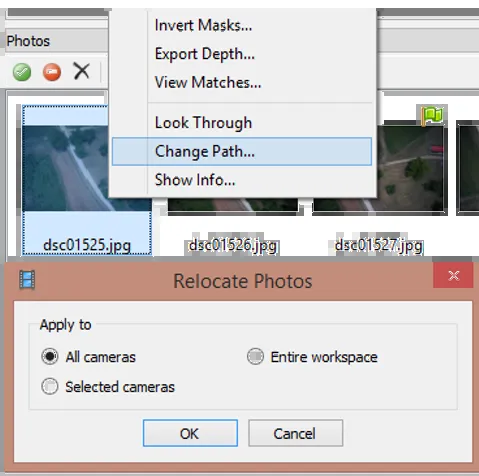 Invert Masks...
Photos
Export Depth...
View Matches...
Look Through
Change Path...
Show Info...
dsc01525.jpg dsc01526.jpg dsc01527.jpg
Relocate Photos
Apply to
All cameras Entire workspace
Selected cameras
OK Cancel